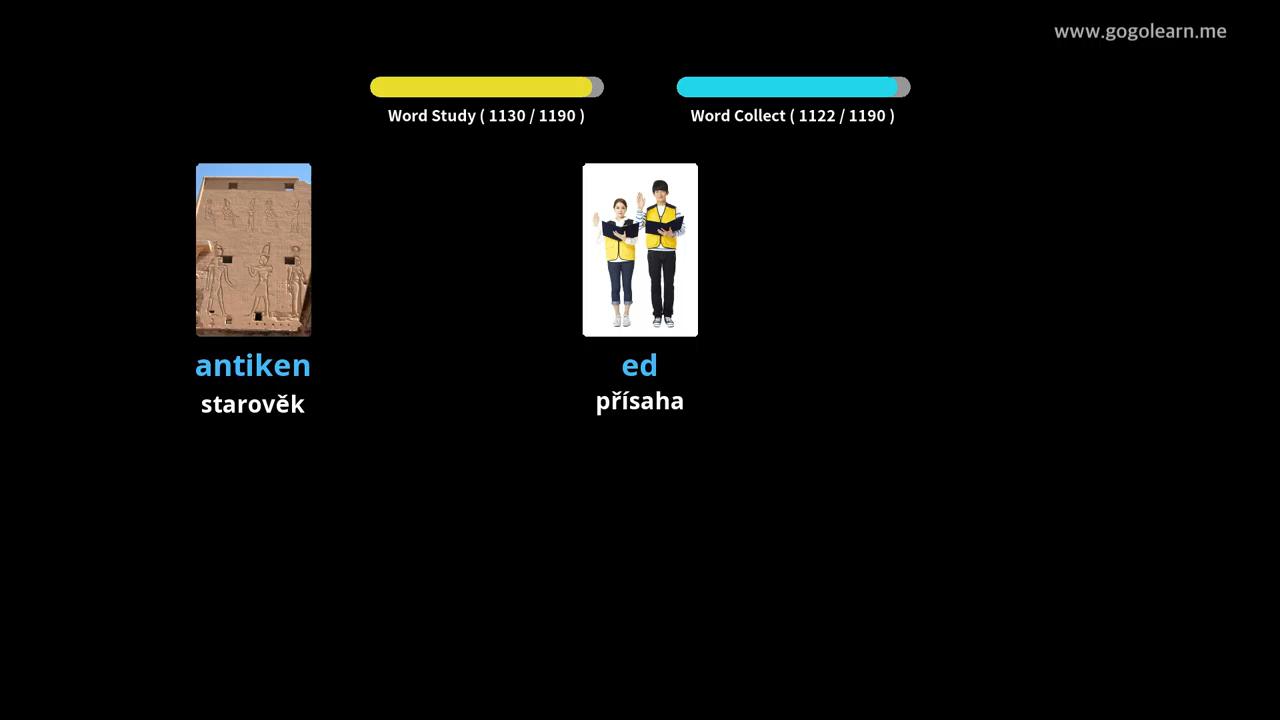 www.gogolearn.me
Word Study ( 1130 / 1190 )
Word Collect ( 1122 / 1190 )
antiken
starověk
ed
přísaha